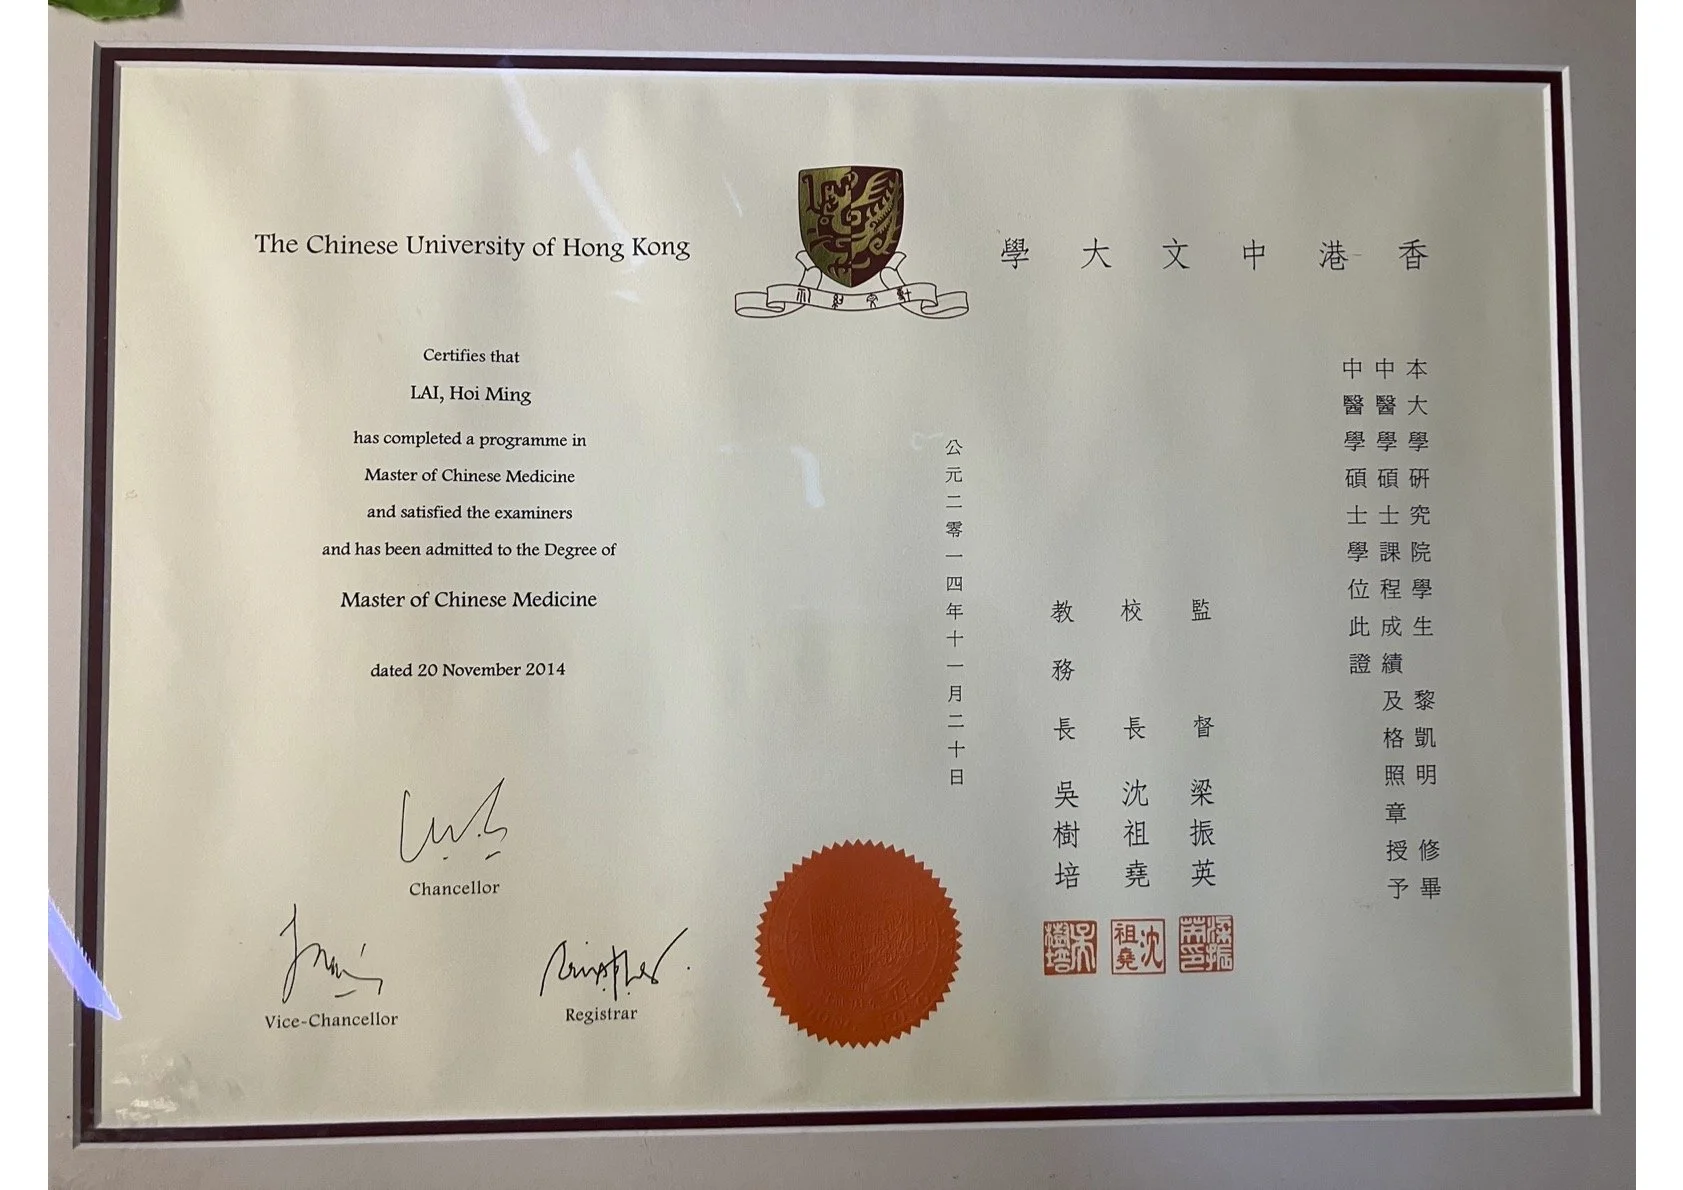 The Chinese University of Hong Kong
Certifies that
LAI, Hoi Ming
has completed a programme in
Master of Chinese Medicine
and satisfied the examiners
and has been admitted to the Degree of
Master of Chinese Medicine
dated 20 November 2014
Chancellor
Vice-Chancellor
Registrar
香港中文大學
本大學研究院學生黎凱明修畢
中醫學碩士課程成績及格照章授予
中醫學碩士學位此證
監督梁振英
校長沈祖堯
教務長吳樹培
公元二零一四年十一月二十日
沈祖堯
吳樹培